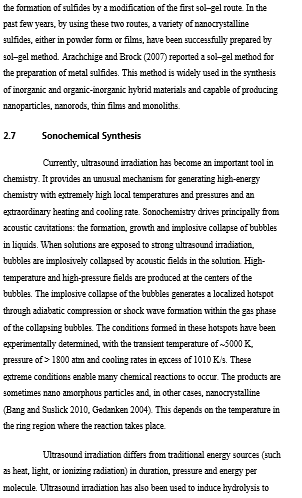 the formation of sulfides by a modification of the first sol–gel route. In the
past few years, by using these two routes, a variety of nanocrystalline
sulfides, either in powder form or films, have been successfully prepared by
sol–gel method. Arachchige and Brock (2007) reported a sol–gel method for
the preparation of metal sulfides. This method is widely used in the synthesis
of inorganic and organic-inorganic hybrid materials and capable of producing
nanoparticles, nanorods, thin films and monoliths.
2.7 Sonochemical Synthesis
Currently, ultrasound irradiation has become an important tool in
chemistry. It provides an unusual mechanism for generating high-energy
chemistry with extremely high local temperatures and pressures and an
extraordinary heating and cooling rate. Sonochemistry drives principally from
acoustic cavitations: the formation, growth and implosive collapse of bubbles
in liquids. When solutions are exposed to strong ultrasound irradiation,
bubbles are implosively collapsed by acoustic fields in the solution. High-
temperature and high-pressure fields are produced at the centers of the
bubbles. The implosive collapse of the bubbles generates a localized hotspot
through adiabatic compression or shock wave formation within the gas phase
of the collapsing bubbles. The conditions formed in these hotspots have been
experimentally determined, with the transient temperature of ~5000 K,
pressure of > 1800 atm and cooling rates in excess of 1010 K/s. These
extreme conditions enable many chemical reactions to occur. The products are
sometimes nano amorphous particles and, in other cases, nanocrystalline
(Bang and Suslick 2010, Gedanken 2004). This depends on the temperature in
the ring region where the reaction takes place.
Ultrasound irradiation differs from traditional energy sources (such
as heat, light, or ionizing radiation) in duration, pressure and energy per
molecule. Ultrasound irradiation has also been used to induce hydrolysis to